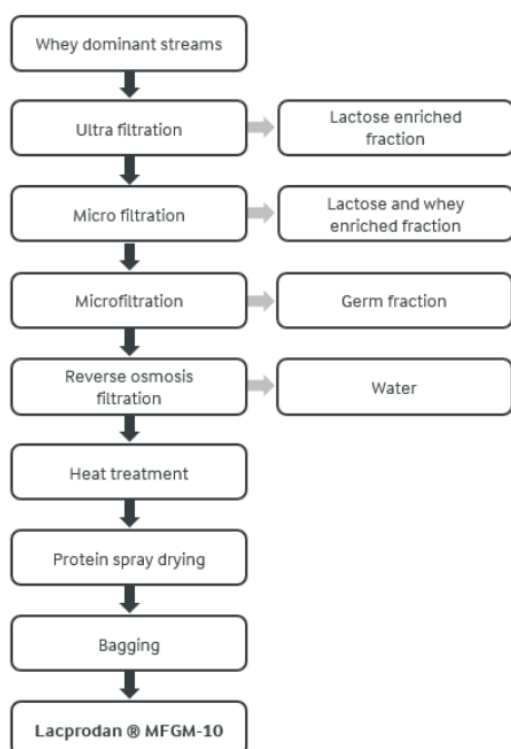 Whey dominant streams
Ultra filtration
Lactose enriched
fraction
Micro filtration
Lactose and whey
enriched fraction
Microfiltration
Germ fraction
Reverse osmosis
filtration
Water
Heat treatment
Protein spray drying
Bagging
Lacprodan ® MFGM-10